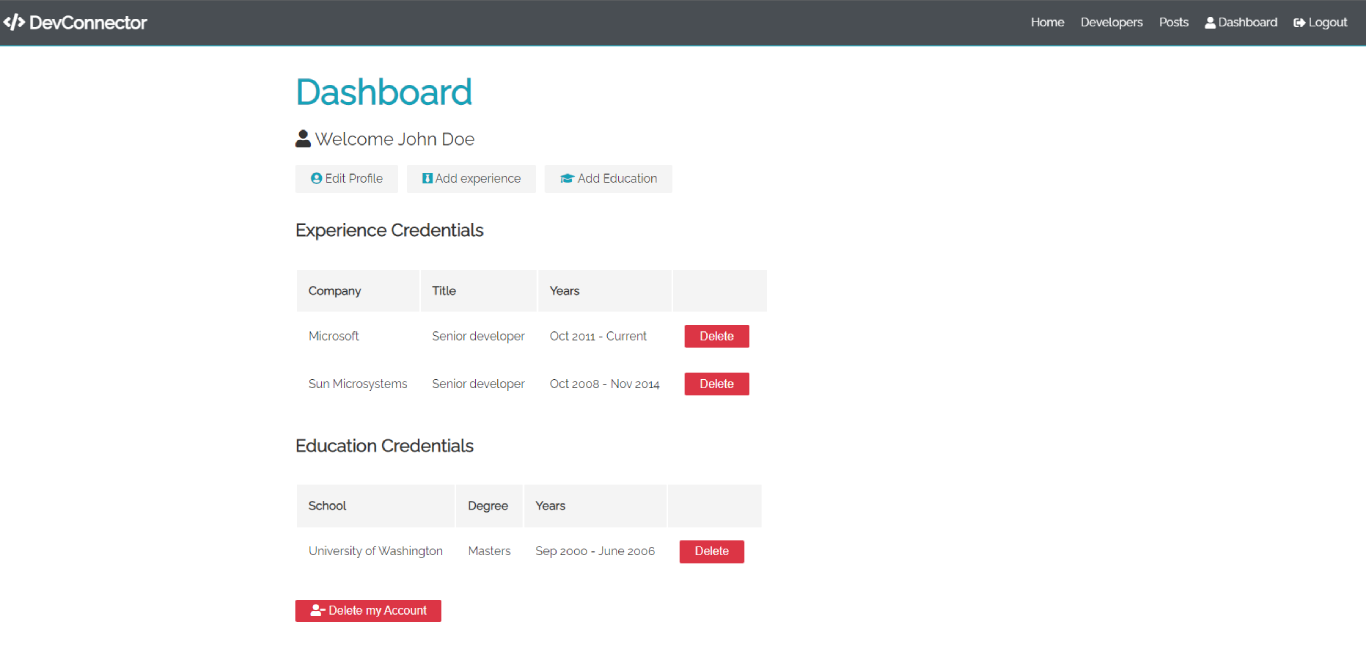 DevConnector Home Developers Posts Dashboard Logout
Dashboard
Welcome John Doe
Edit Profile Add experience Add Education
Experience Credentials
Company Title Years
Microsoft Senior developer Oct 2011 - Current Delete
Sun Microsystems Senior developer Oct 2008 - Nov 2014 Delete
Education Credentials
School Degree Years
University of Washington Masters Sep 2000 - June 2006 Delete
Delete my Account